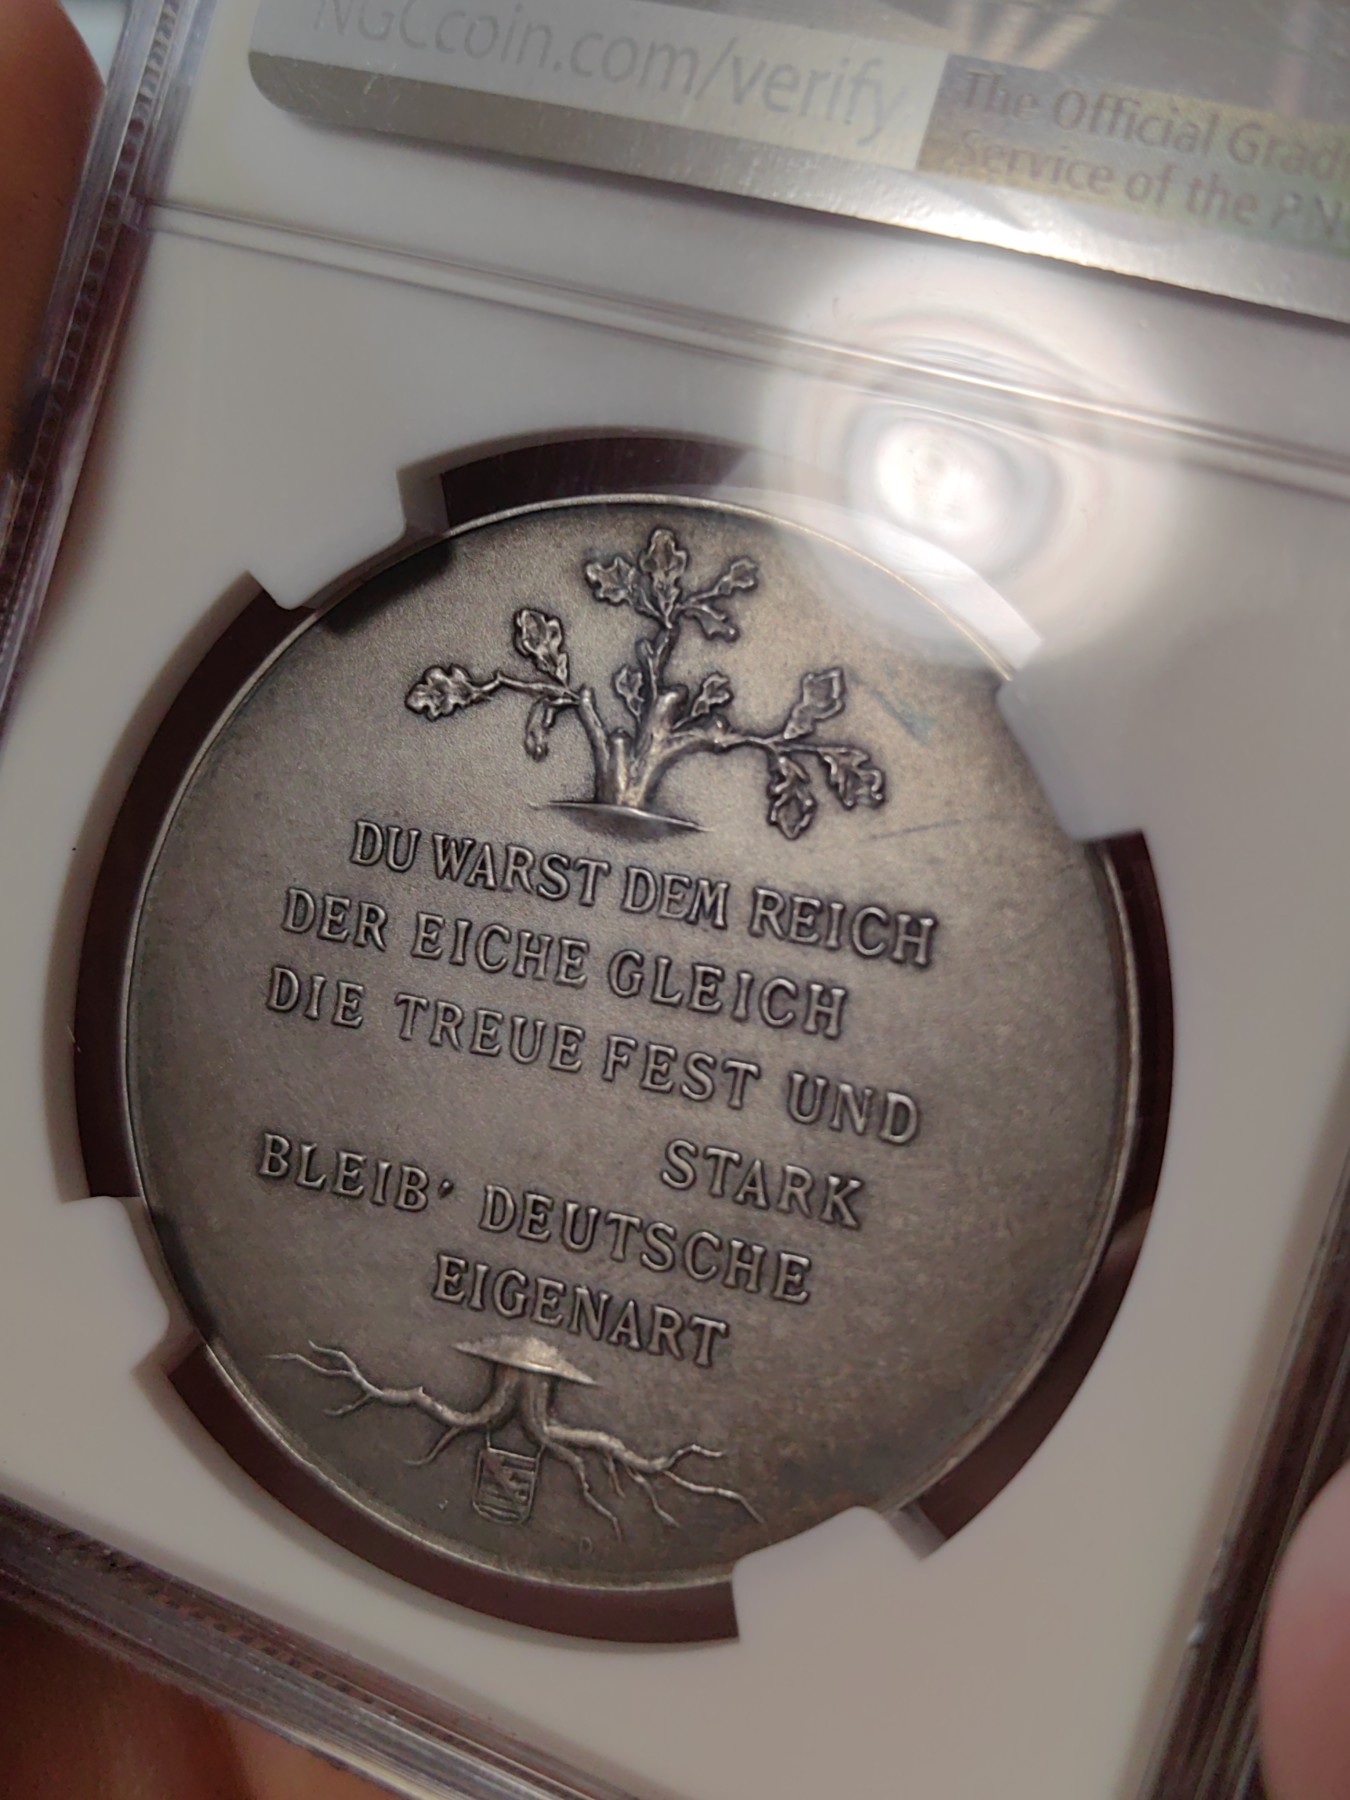 NGCcoin.com/verify
The Official Grad
Service of the PN
DU WARST DEM REICH
DER EICHE GLEICH
DIE TREUE FEST UND
STARK
BLEIB' DEUTSCHE
EIGENART